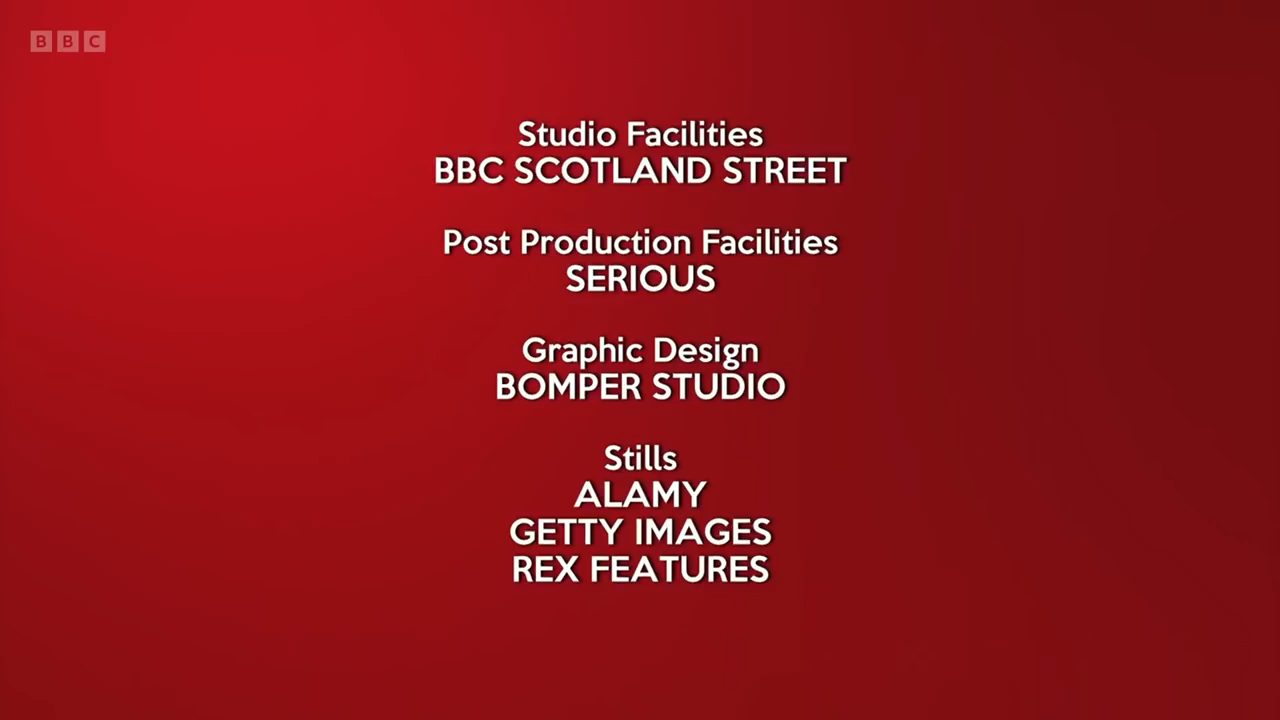 BBC
Studio Facilities
BBC SCOTLAND STREET
Post Production Facilities
SERIOUS
Graphic Design
BOMPER STUDIO
Stills
ALAMY
GETTY IMAGES
REX FEATURES